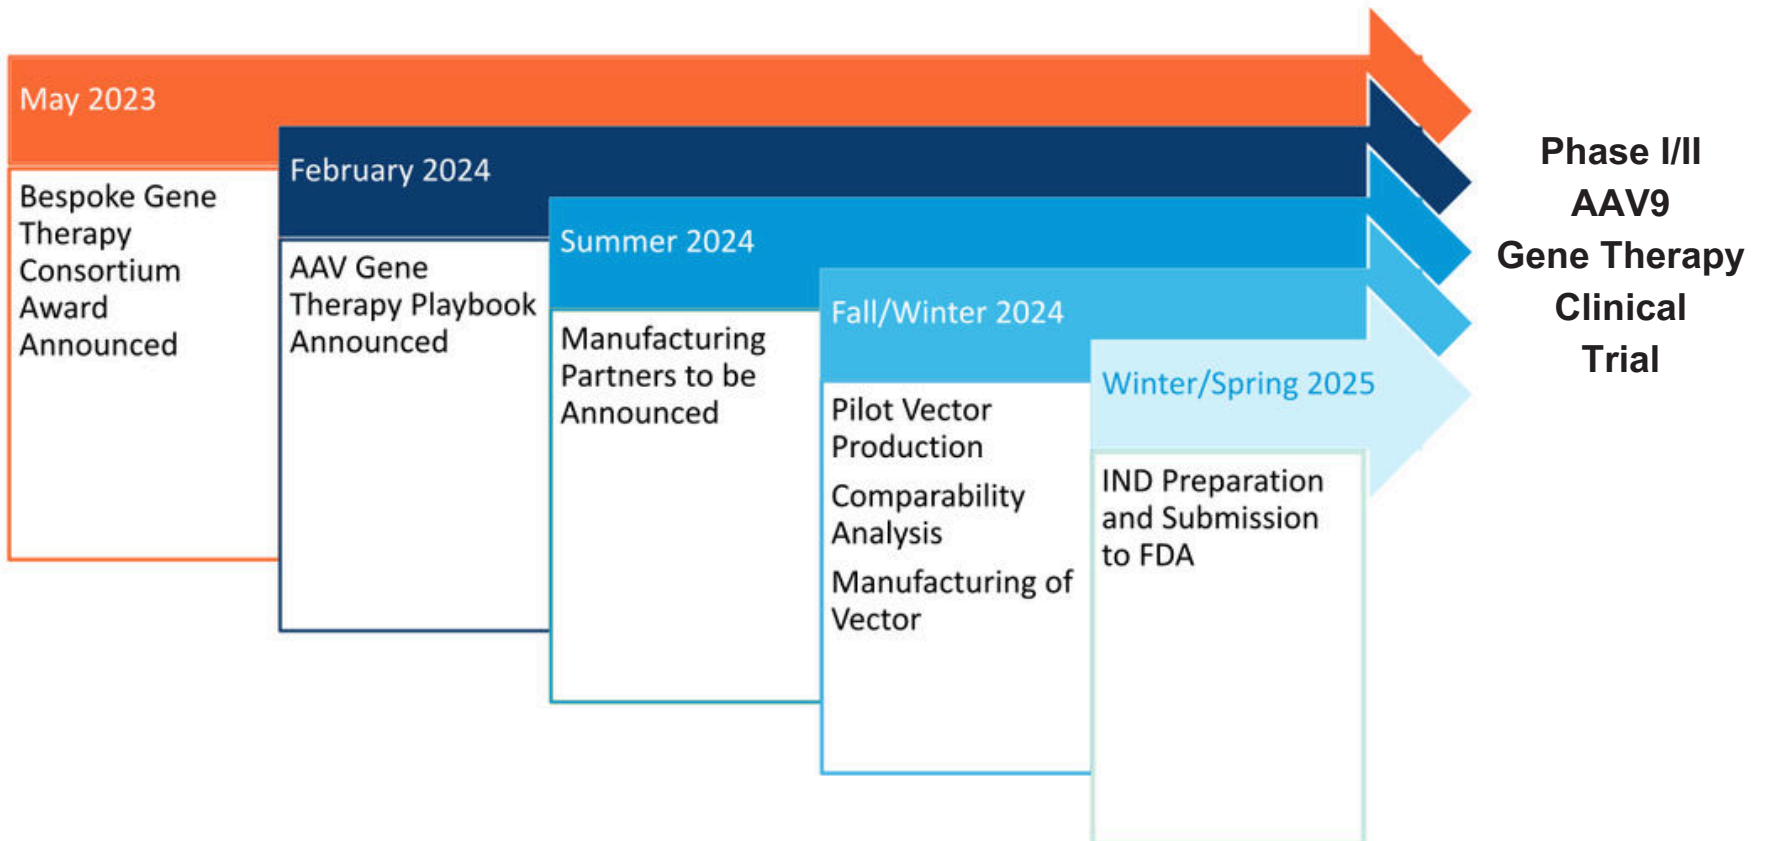 May 2023
Bespoke Gene
Therapy
Consortium
Award
Announced
February 2024
AAV Gene
Therapy Playbook
Announced
Summer 2024
Manufacturing
Partners to be
Announced
Fall/Winter 2024
Pilot Vector
Production
Comparability
Analysis
Manufacturing of
Vector
Winter/Spring 2025
IND Preparation
and Submission
to FDA
Phase I/II
AAV9
Gene Therapy
Clinical
Trial